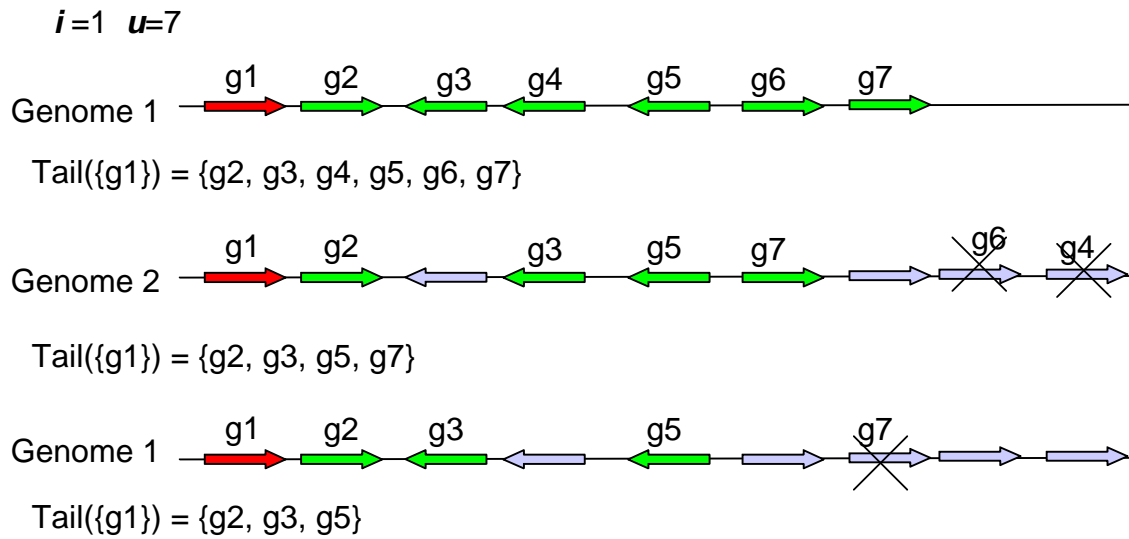 i=1 u=7
g1 g2 g3 g4 g5 g6 g7
Genome 1
Tail({g1}) = {g2, g3, g4, g5, g6, g7}
g1 g2 g3 g5 g7 g6 g4
Genome 2
Tail({g1}) = {g2, g3, g5, g7}
g1 g2 g3 g5 g7
Genome 1
Tail({g1}) = {g2, g3, g5}